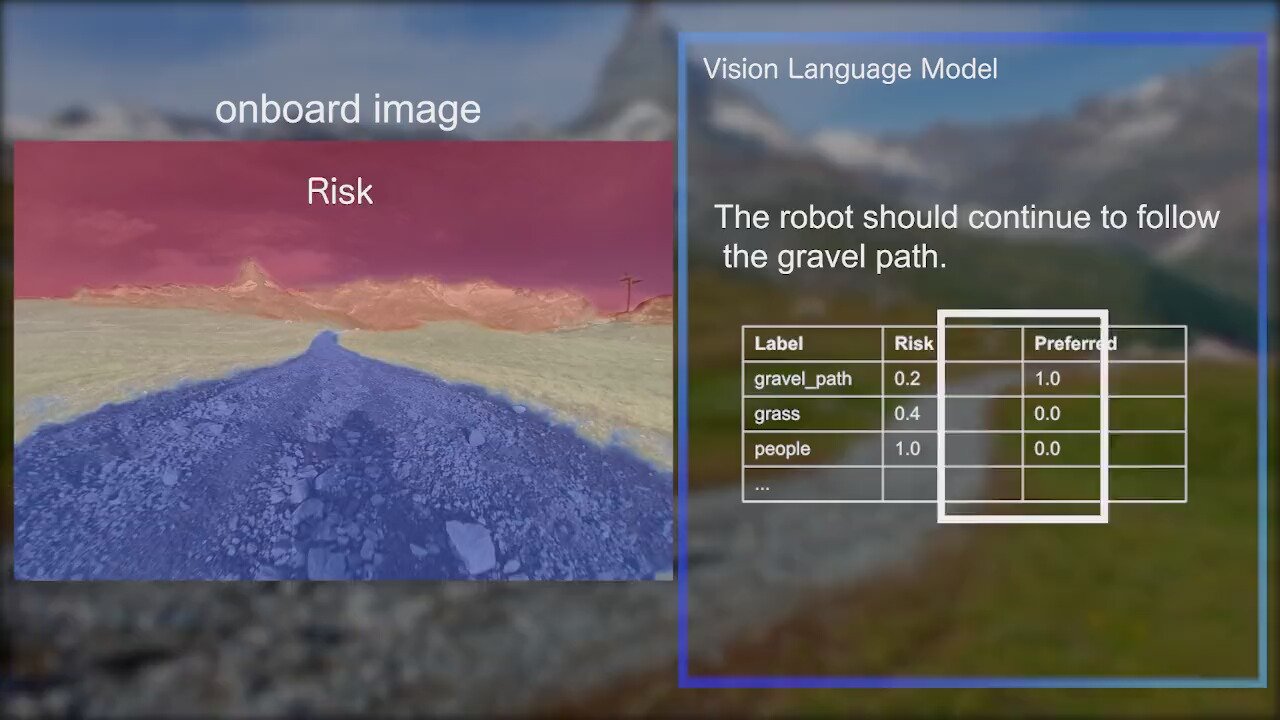 onboard image
Risk
Vision Language Model
The robot should continue to follow
the gravel path.
Label Risk Preferred
gravel_path 0.2 1.0
grass 0.4 0.0
people 1.0 0.0
...